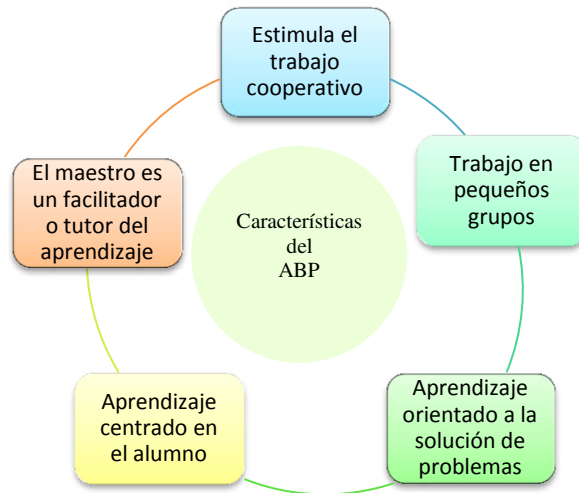 Estimula el
trabajo
cooperativo
Trabajo en
pequeños
grupos
Aprendizaje
orientado a la
solución de
problemas
Aprendizaje
centrado en
el alumno
El maestro es
un facilitador
o tutor del
aprendizaje
Característícas
del
ABP